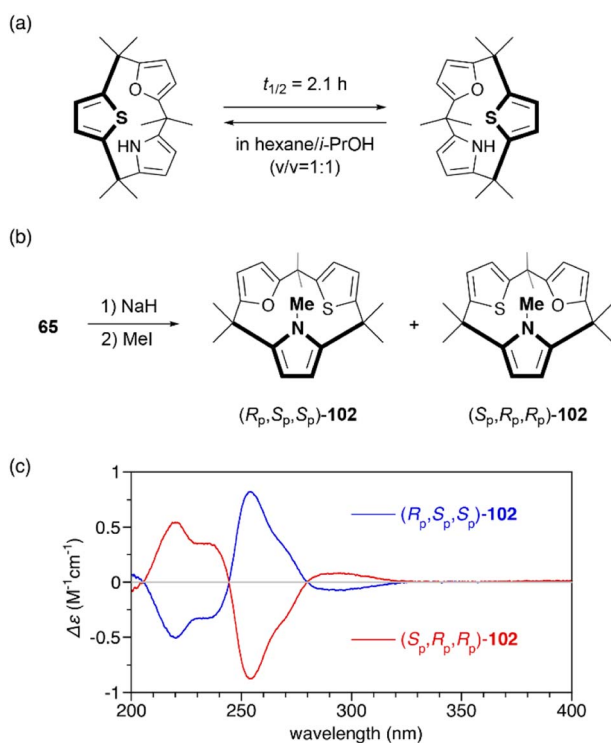 (a)
O
S
HN
t1/2 = 2.1 h
in hexane/i-PrOH
(v/v=1:1)
O
S
NH
(b)
65
1) NaH
2) MeI
O
Me
S
N
(Rp,Sp,Sp)-102
+
S
Me
O
N
(Sp,Rp,Rp)-102
(c)
Δε (M−1cm−1)
1
0.5
0
-0.5
-1
(Rp,Sp,Sp)-102
(Sp,Rp,Rp)-102
200 250 300 350 400
wavelength (nm)